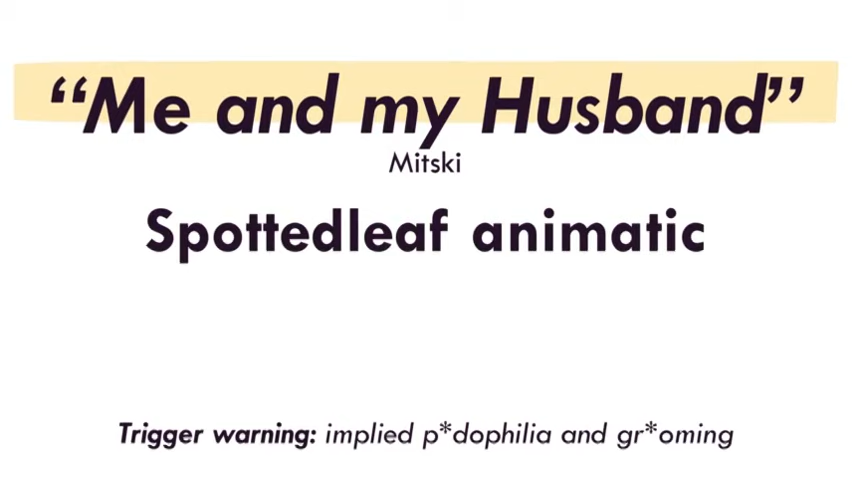 “Me and my Husband”
Mitski
Spottedleaf animatic
Trigger warning: implied p*dophilia and gr*oming